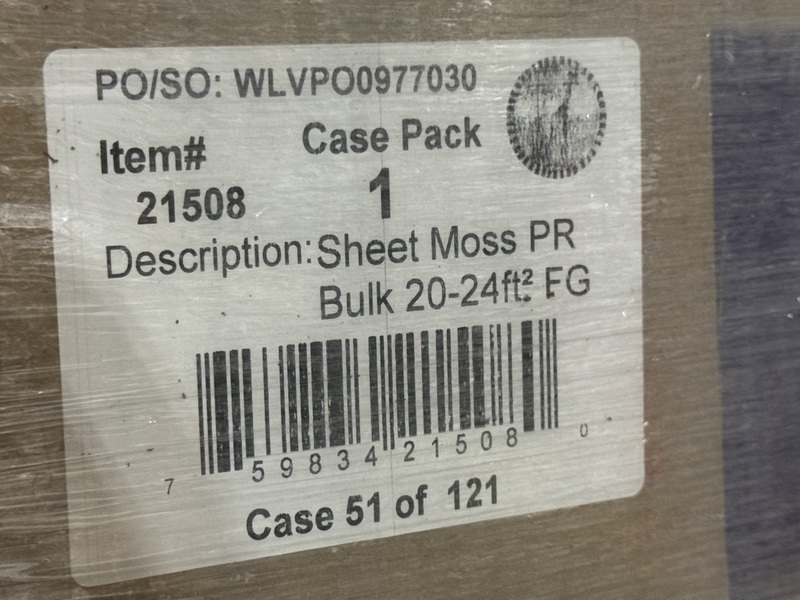 PO/SO: WLVPO0977030
Item#
Case Pack
21508
1
Description: Sheet Moss PR
Bulk 20-24ft² FG
7 59834 21508 0
Case 51 of 121